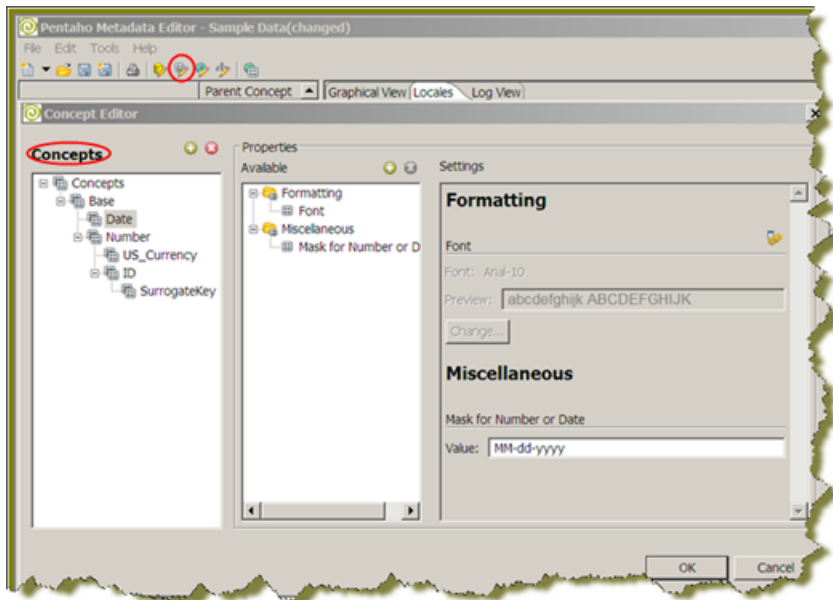 Pentaho Metadata Editor - Sample Data(changed)
File Edit Tools Help
Parent Concept Graphical View Locales Log View
Concept Editor
Concepts
Concepts
Base
Date
Number
US_Currency
ID
SurrogateKey
Properties
Available
Formatting
Font
Miscellaneous
Mask for Number or D
Settings
Formatting
Font
Font: Arial-10
Preview: abcdefghijk ABCDEFGHIJK
Change...
Miscellaneous
Mask for Number or Date
Value: MM-dd-yyyy
OK Cancel